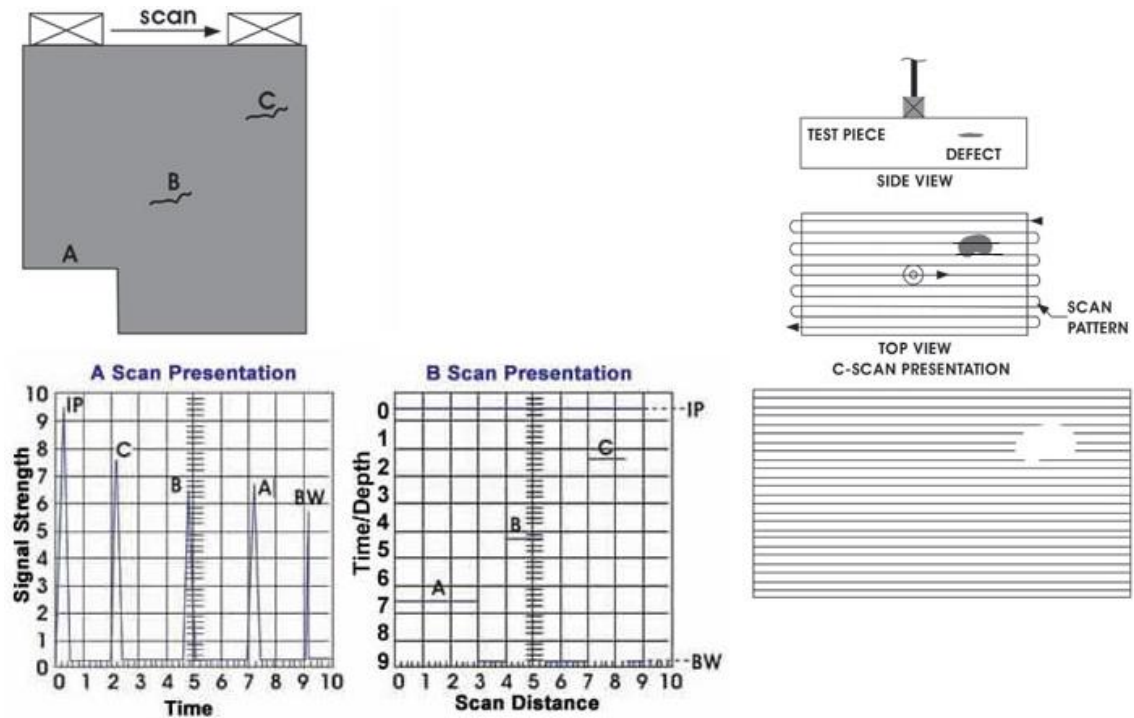 scan
C
B
A
TEST PIECE
DEFECT
SIDE VIEW
SCAN
PATTERN
TOP VIEW
C-SCAN PRESENTATION
A Scan Presentation
10
9
8
7
6
5
4
3
2
1
0
Signal Strength
IP
C
B
A
BW
0 1 2 3 4 5 6 7 8 9 10
Time
B Scan Presentation
0
1
2
3
4
5
6
7
8
9
Time/Depth
IP
C
B
A
BW
0 1 2 3 4 5 6 7 8 9 10
Scan Distance